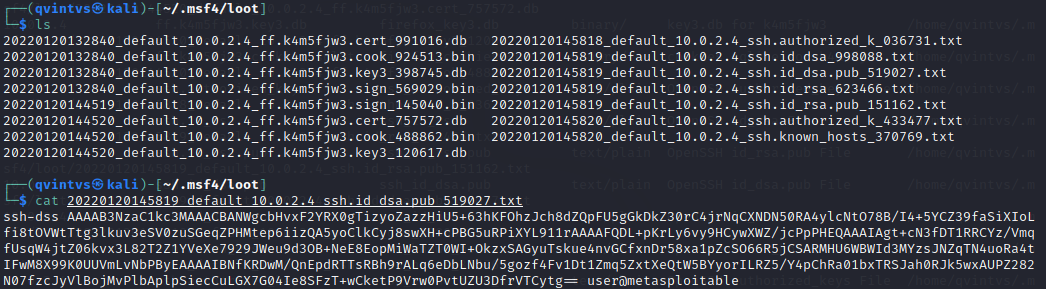 ┌──(qvintvs㉿kali)-[~/.msf4/loot]
└─$ ls
20220120132840_default_10.0.2.4_ff.k4m5fjw3.cert_991016.db   20220120145818_default_10.0.2.4_ssh.authorized_k_036731.txt
20220120132840_default_10.0.2.4_ff.k4m5fjw3.cook_924513.bin  20220120145819_default_10.0.2.4_ssh.id_dsa_998088.txt
20220120132840_default_10.0.2.4_ff.k4m5fjw3.key3_398745.db   20220120145819_default_10.0.2.4_ssh.id_dsa.pub_519027.txt
20220120132840_default_10.0.2.4_ff.k4m5fjw3.sign_569029.bin  20220120145819_default_10.0.2.4_ssh.id_rsa_623466.txt
20220120144519_default_10.0.2.4_ff.k4m5fjw3.sign_145040.bin  20220120145819_default_10.0.2.4_ssh.id_rsa.pub_151162.txt
20220120144520_default_10.0.2.4_ff.k4m5fjw3.cert_757572.db   20220120145820_default_10.0.2.4_ssh.authorized_k_433477.txt
20220120144520_default_10.0.2.4_ff.k4m5fjw3.cook_488862.bin  20220120145820_default_10.0.2.4_ssh.known_hosts_370769.txt
20220120144520_default_10.0.2.4_ff.k4m5fjw3.key3_120617.db
┌──(qvintvs㉿kali)-[~/.msf4/loot]
└─$ cat 20220120145819_default_10.0.2.4_ssh.id_dsa.pub_519027.txt
ssh-dss AAAAB3NzaC1kc3MAAACBANWgcbHvxF2YRX0gTizyoZazzHiU5+63hKFOhzJch8dZQpFU5gGkDkZ30rC4jrNqCXNDN50RA4ylcNtO78B/I4+5YCZ39faSiXIoLfi8tOVWtTtg3lkuv3eSV0zuSGeqZPHMtep6iizQA5yoClkCyj8swXH+cPBG5uRPiXYL911rAAAAFQDL+pKrLy6vy9HCywXWZ/jcPpPHEQAAAIAgt+cN3fDT1RRCYz/VmqfUsqW4jtZ06kvx3L82T2Z1YVeXe7929JWeu9d3OB+NeE8EopMiWaTZT0WI+OkzxSAGyuTskue4nvGCfxnDr58xa1pZcSO66R5jCSARMHU6WBWId3MYzsJNZqTN4uoRa4tIFwM8X99K0UUVmLvNbPByEAAAAIBNfKRDwM/QnEpdRTTsRBh9rALq6eDbLNbu/5gozf4Fv1Dt1Zmq5ZxtXeQtW5BYyorILRZ5/Y4pChRa01bxTRSJah0RJk5wxAUPZ282N07fzcJyVlBojMvPlbAplpSiecCuLGX7G04Ie8SFzT+wCketP9Vrw0PvtUZU3DfrVTCytg== user@metasploitable